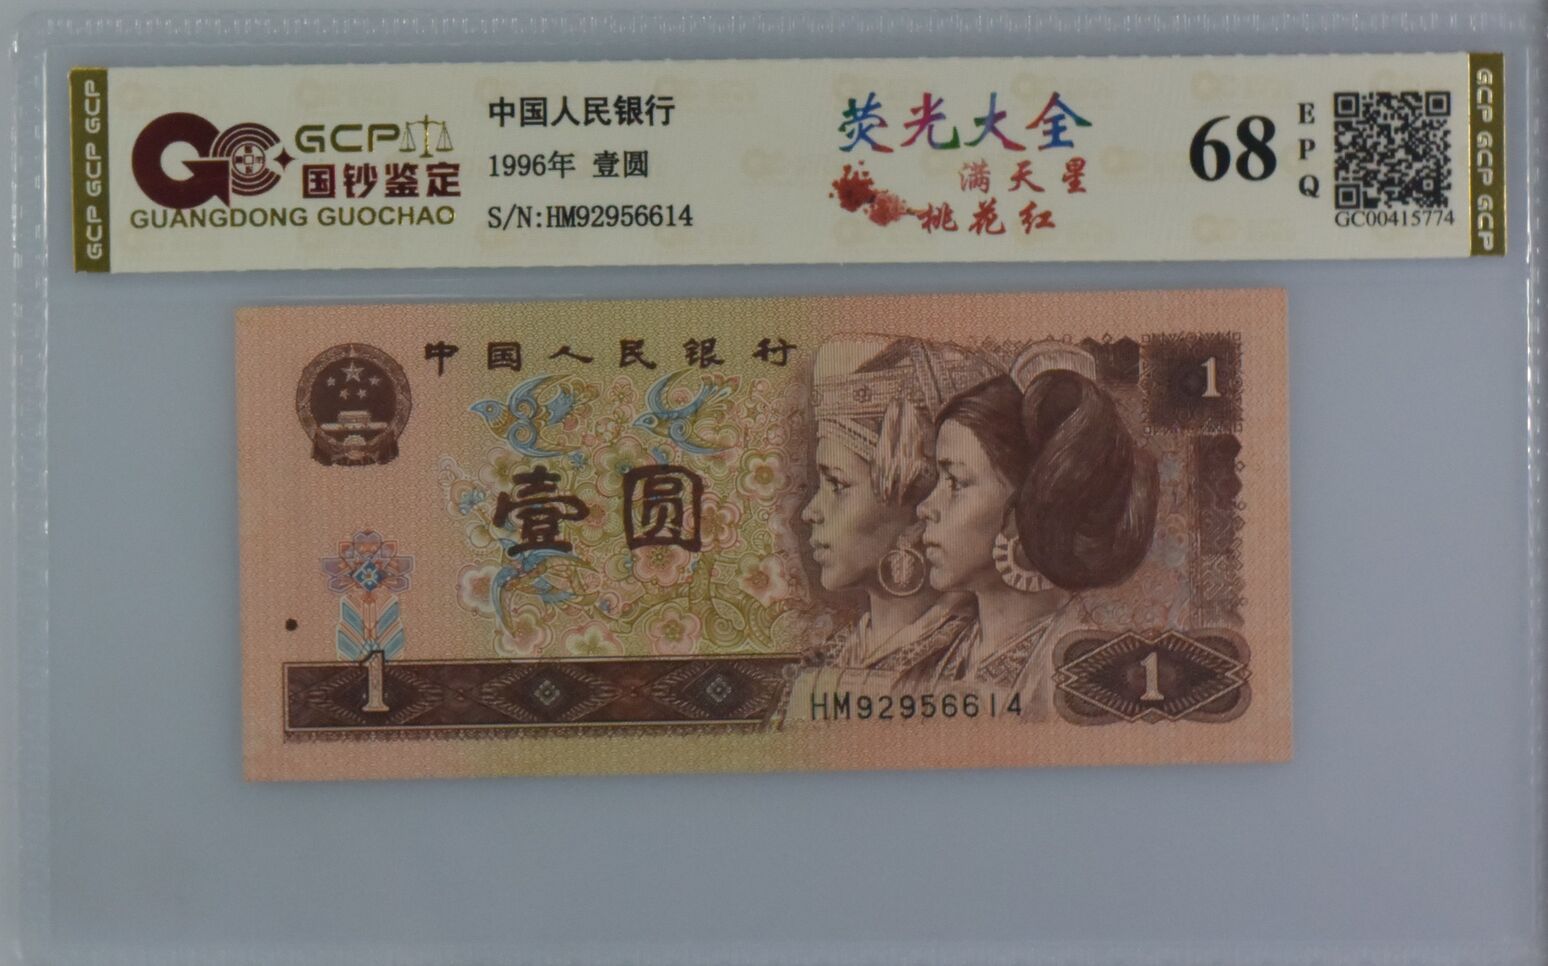 GCP GCP GCP
GCP
国钞鉴定
GUANGDONG GUOCHAO
中国人民银行
1996年 壹圆
S/N:HM92956614
荧光大全
满天星
桃花红
68
EPQ
GC00415774
GCP GCP GCP
中国人民银行
1
壹圆
1
HM92956614
1